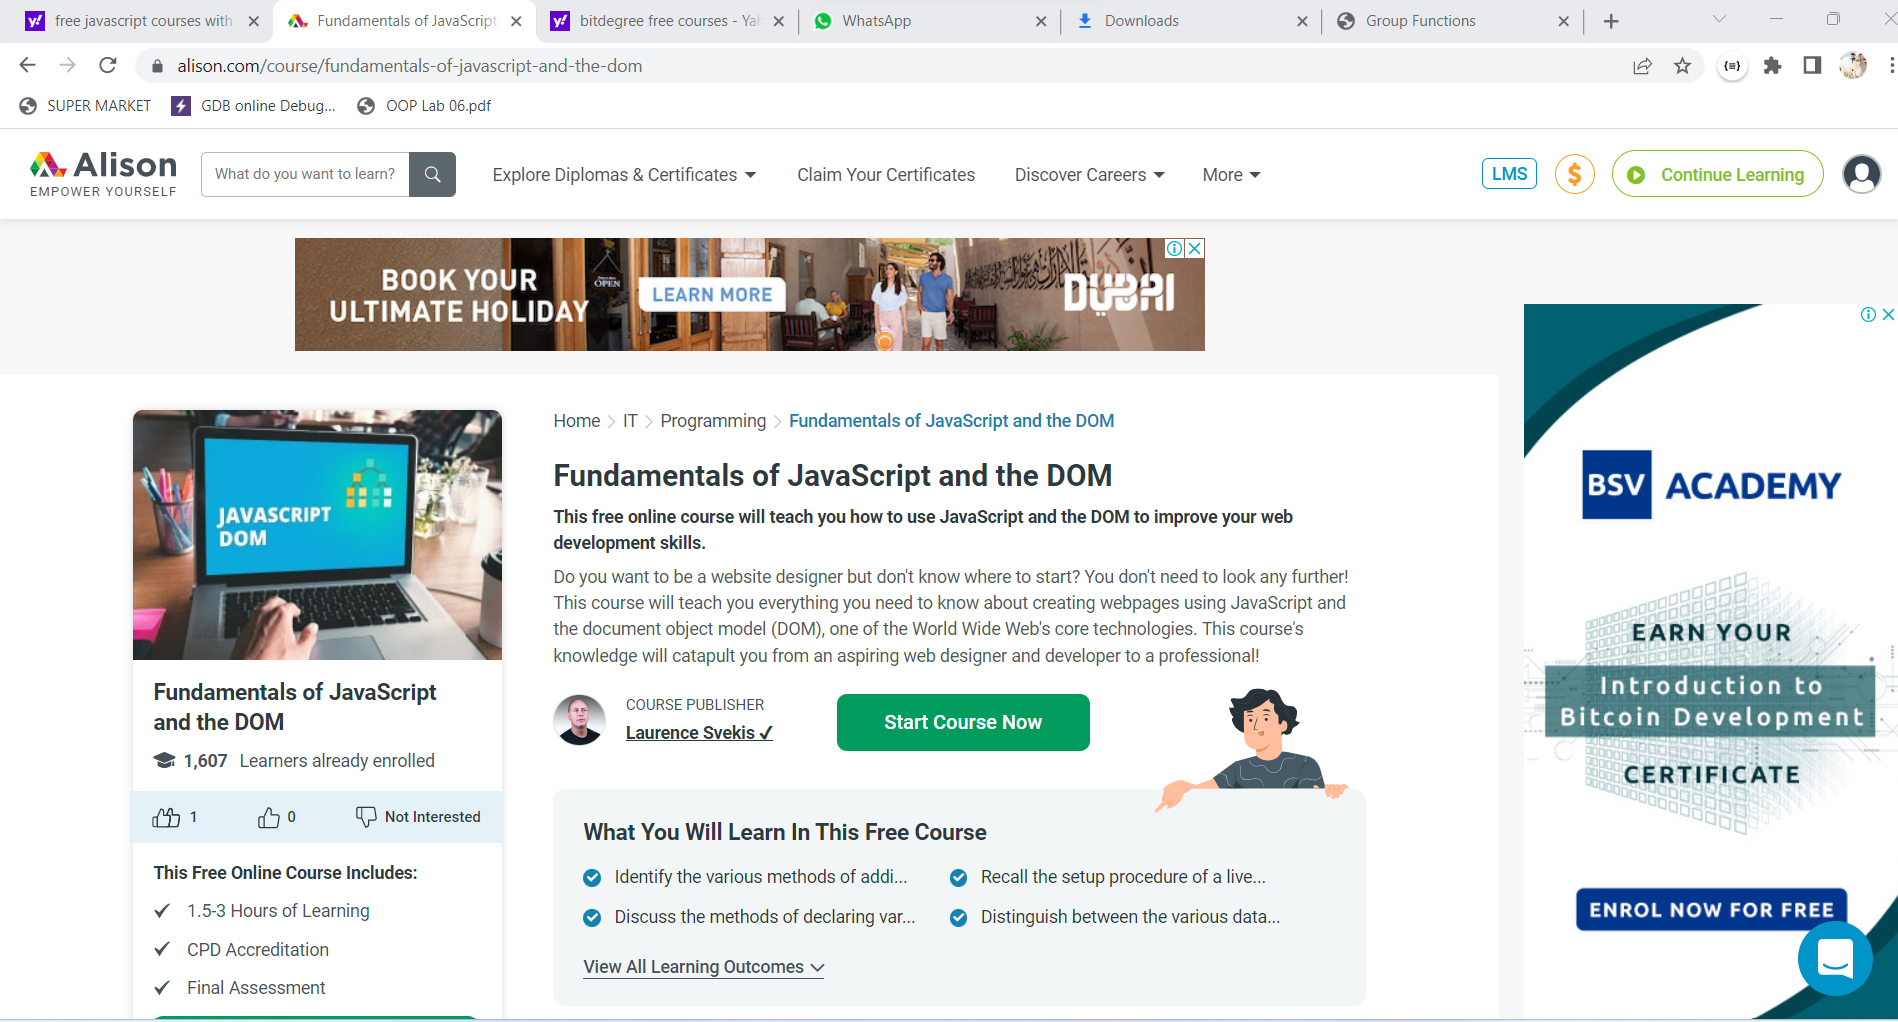 free javascript courses with
Fundamentals of JavaScript
bitdegree free courses - Yah
WhatsApp
Downloads
Group Functions
alison.com/course/fundamentals-of-javascript-and-the-dom
SUPER MARKET
GDB online Debug...
OOP Lab 06.pdf
Alison
EMPOWER YOURSELF
What do you want to learn?
Explore Diplomas & Certificates
Claim Your Certificates
Discover Careers
More
LMS
$
Continue Learning
BOOK YOUR
ULTIMATE HOLIDAY
OPEN
LEARN MORE
DUBAI
JAVASCRIPT
DOM
Fundamentals of JavaScript
and the DOM
1,607 Learners already enrolled
1
0
Not Interested
This Free Online Course Includes:
1.5-3 Hours of Learning
CPD Accreditation
Final Assessment
Home > IT > Programming > Fundamentals of JavaScript and the DOM
Fundamentals of JavaScript and the DOM
This free online course will teach you how to use JavaScript and the DOM to improve your web
development skills.
Do you want to be a website designer but don't know where to start? You don't need to look any further!
This course will teach you everything you need to know about creating webpages using JavaScript and
the document object model (DOM), one of the World Wide Web's core technologies. This course's
knowledge will catapult you from an aspiring web designer and developer to a professional!
COURSE PUBLISHER
Laurence Svekis ✓
Start Course Now
What You Will Learn In This Free Course
Identify the various methods of addi...
Recall the setup procedure of a live...
Discuss the methods of declaring var...
Distinguish between the various data...
View All Learning Outcomes
BSV ACADEMY
EARN YOUR
Introduction to
Bitcoin Development
CERTIFICATE
ENROL NOW FOR FREE